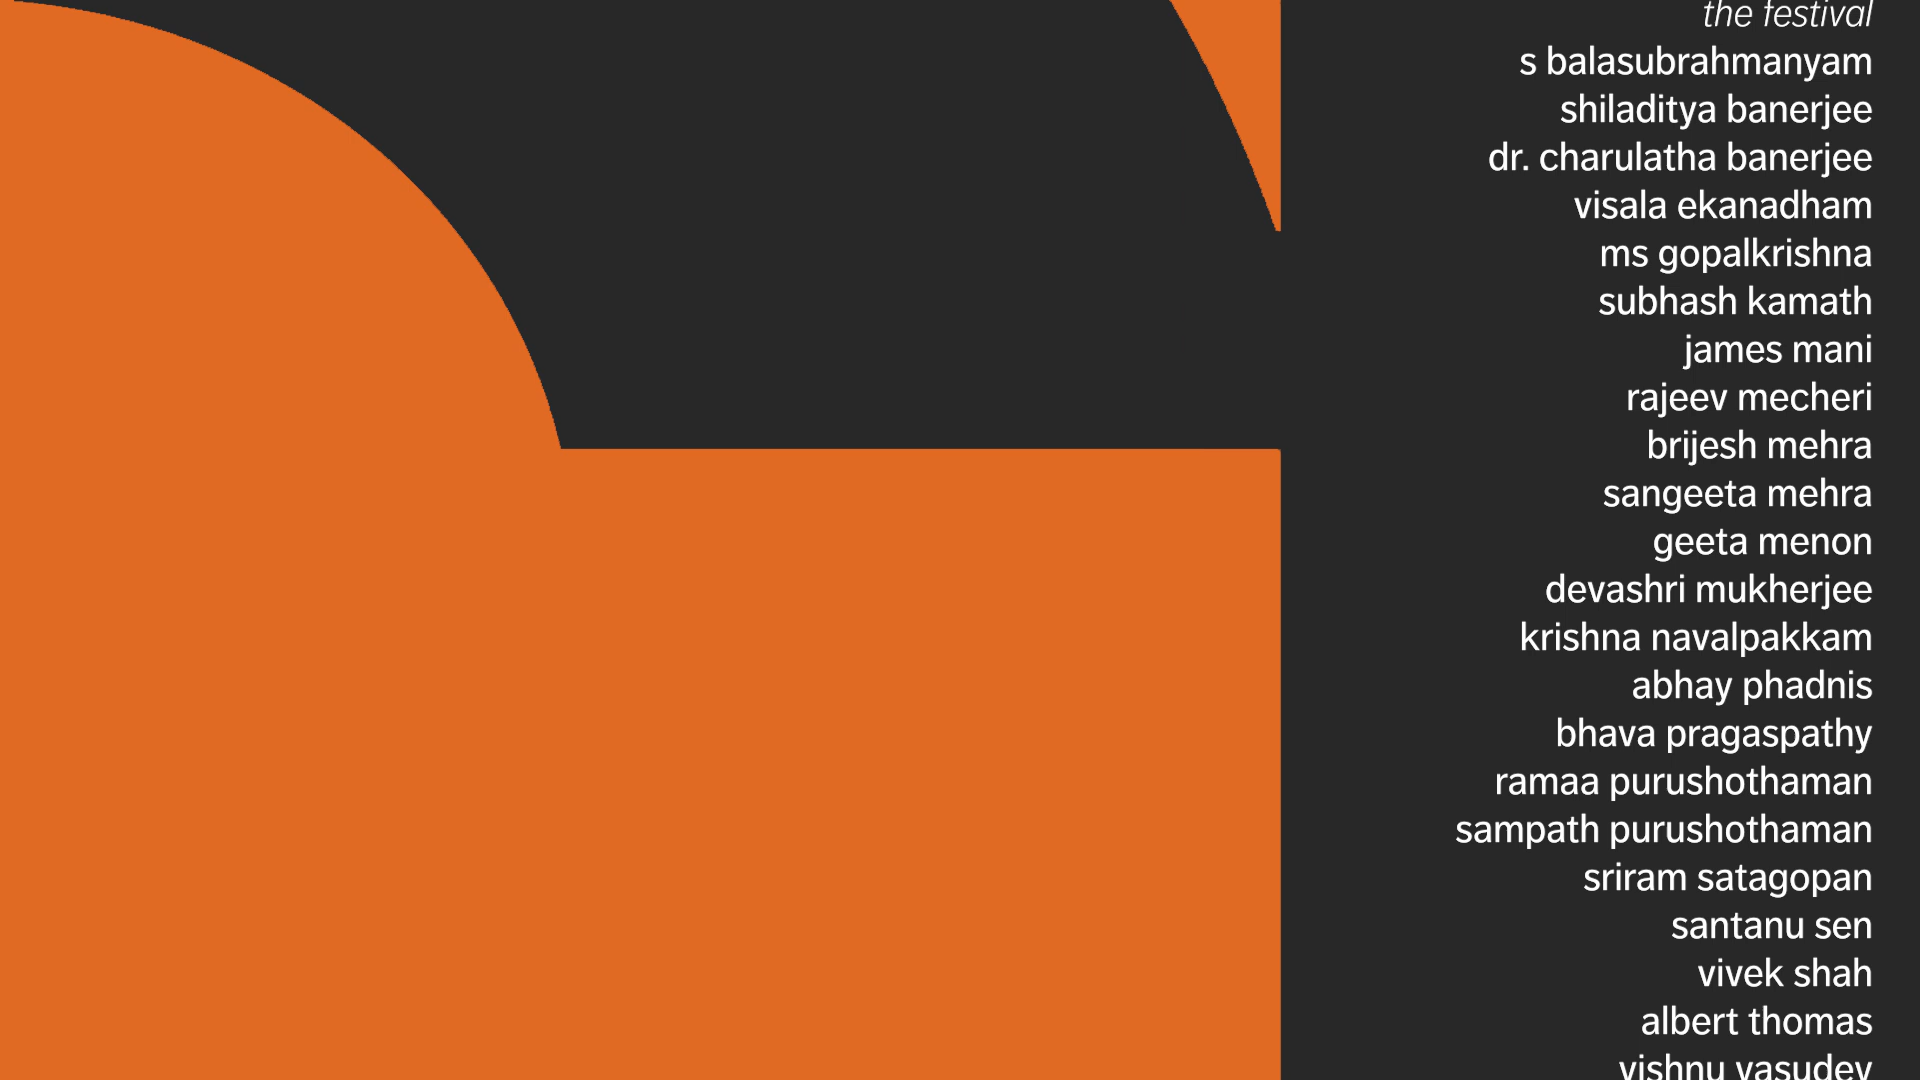 the festival
s balasubrahmanyam
shiladitya banerjee
dr. charulatha banerjee
visala ekanadham
ms gopalkrishna
subhash kamath
james mani
rajeev mecheri
brijesh mehra
sangeeta mehra
geeta menon
devashri mukherjee
krishna navalpakkam
abhay phadnis
bhava pragaspathy
ramaa purushothaman
sampath purushothaman
sriram satagopan
santanu sen
vivek shah
albert thomas
vishnu vasudev